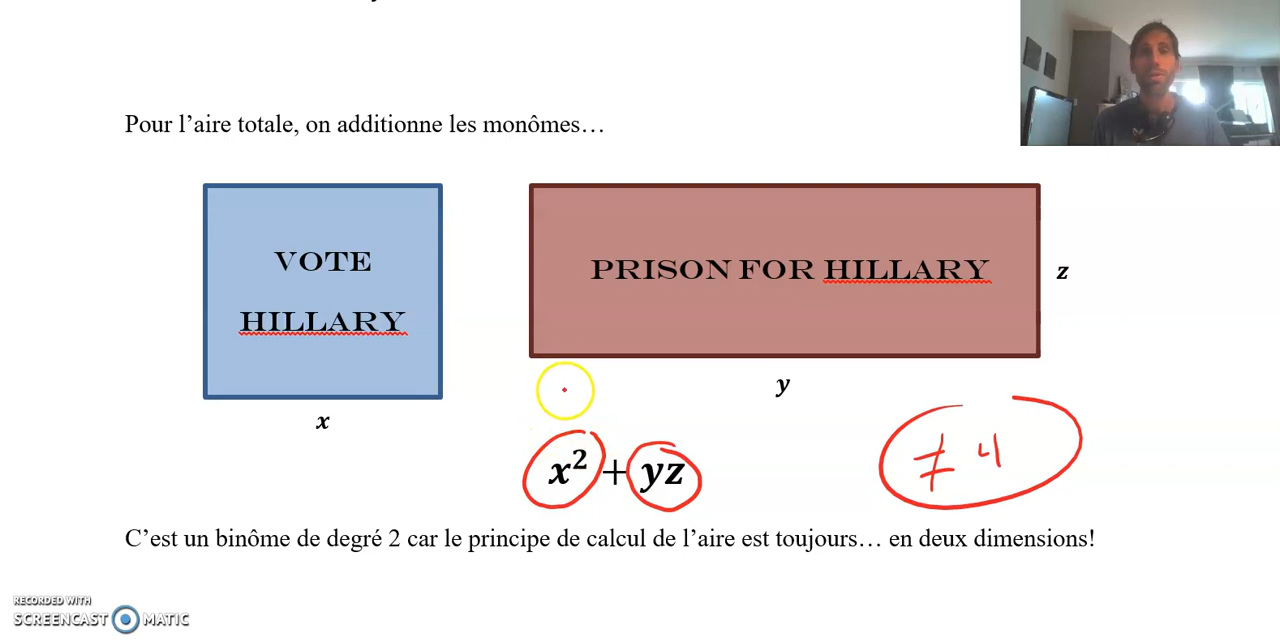 Pour l’aire totale, on additionne les monômes…
VOTE
HILLARY
PRISON FOR HILLARY
z
x
y
x² + yz
≠ 4
C’est un binôme de degré 2 car le principe de calcul de l’aire est toujours… en deux dimensions!
RECORDED WITH
SCREENCAST MATIC